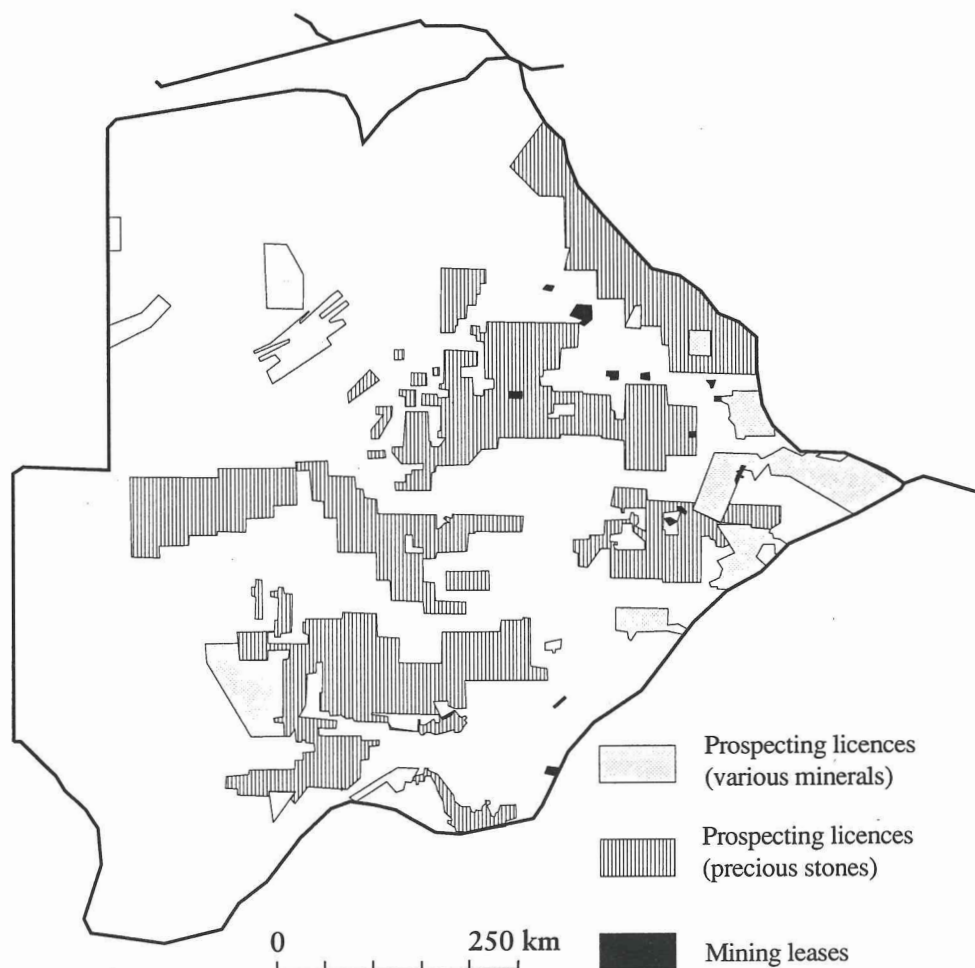 Prospecting licences
(various minerals)
Prospecting licences
(precious stones)
Mining leases
0 250 km